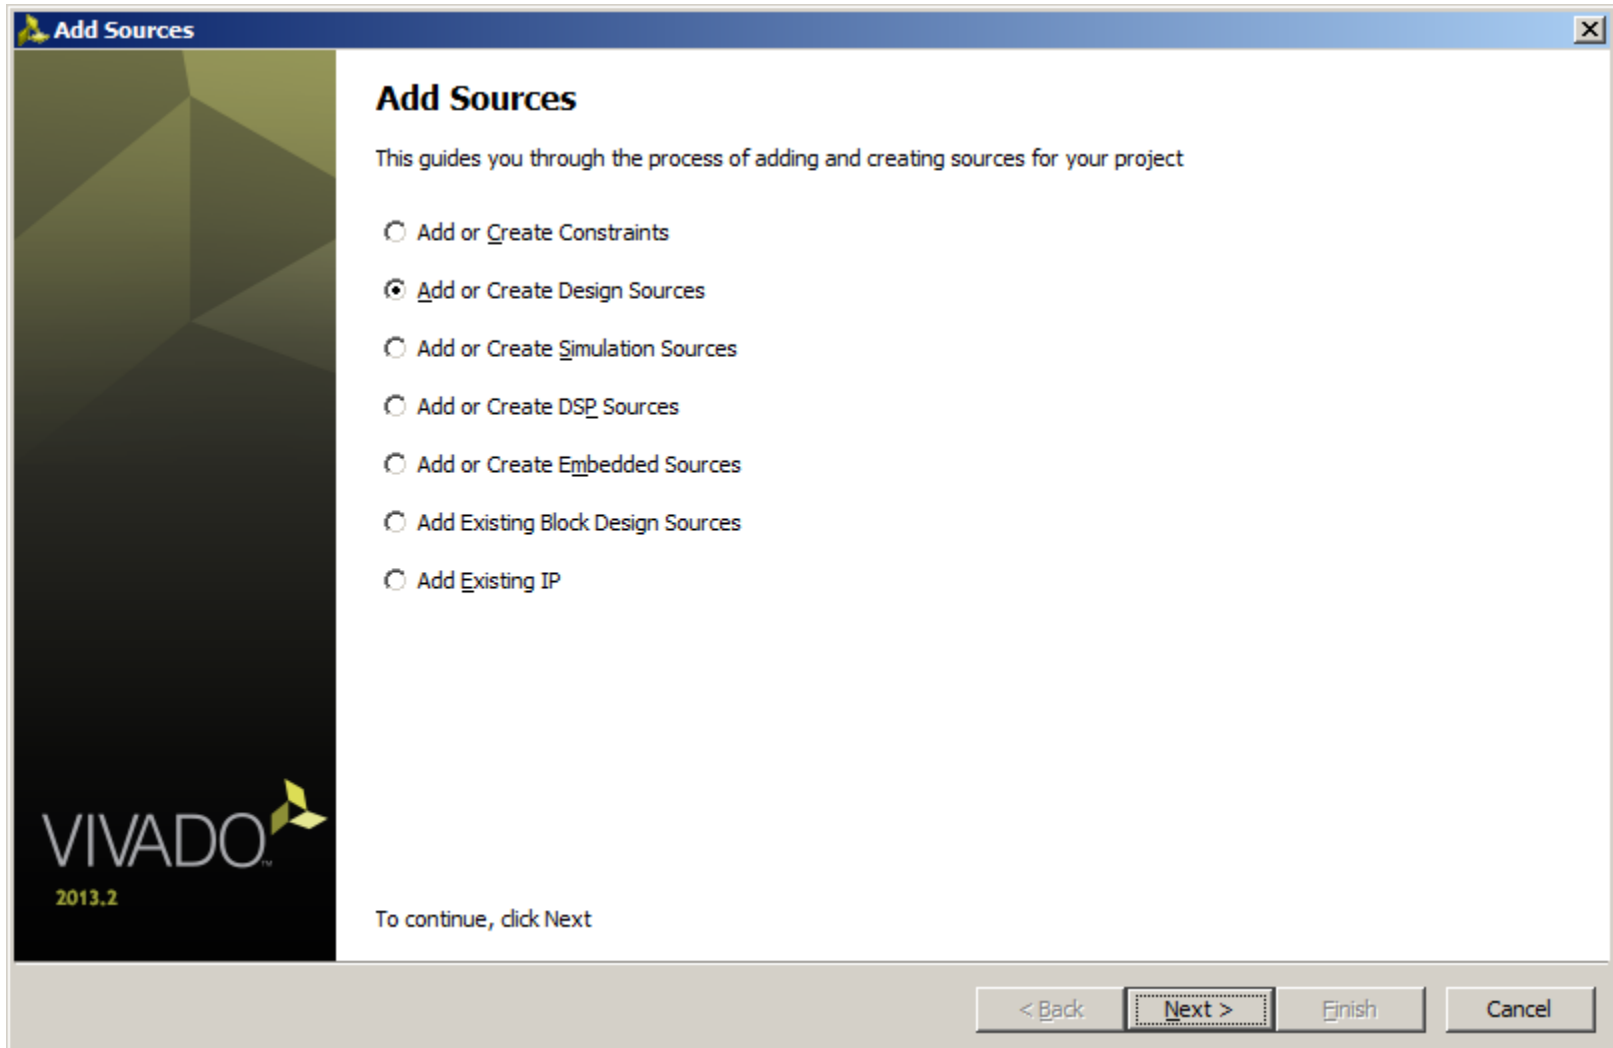 Add Sources
Add Sources
This guides you through the process of adding and creating sources for your project
Add or Create Constraints
Add or Create Design Sources
Add or Create Simulation Sources
Add or Create DSP Sources
Add or Create Embedded Sources
Add Existing Block Design Sources
Add Existing IP
VIVADO™
2013.2
To continue, click Next
< Back Next > Finish Cancel